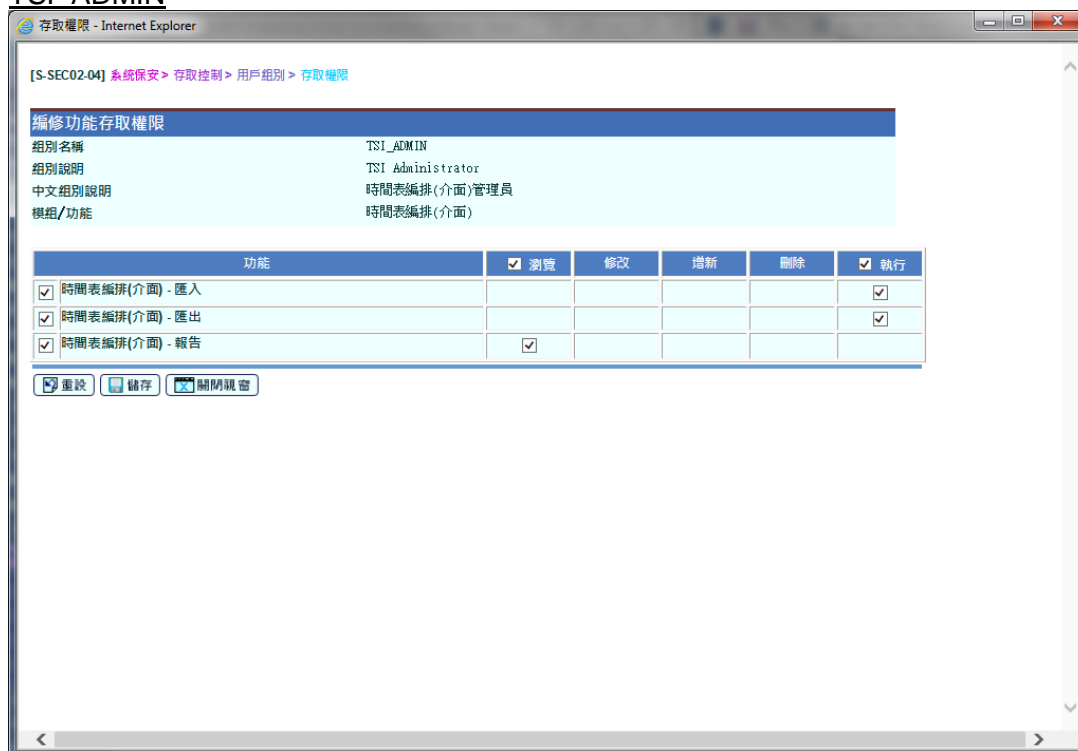 TSI-ADMIN
存取權限 - Internet Explorer
[S-SEC02-04] 系統保安> 存取控制> 用戶組別> 存取權限
編修功能存取權限
組別名稱 TSI_ADMIN
組別說明 TSI Administrator
中文組別說明 時間表編排(介面)管理員
模組/功能 時間表編排(介面)
功能 瀏覽 修改 增新 刪除 執行
時間表編排(介面) - 匯入
時間表編排(介面) - 匯出
時間表編排(介面) - 報告
重設 儲存 關閉視窗